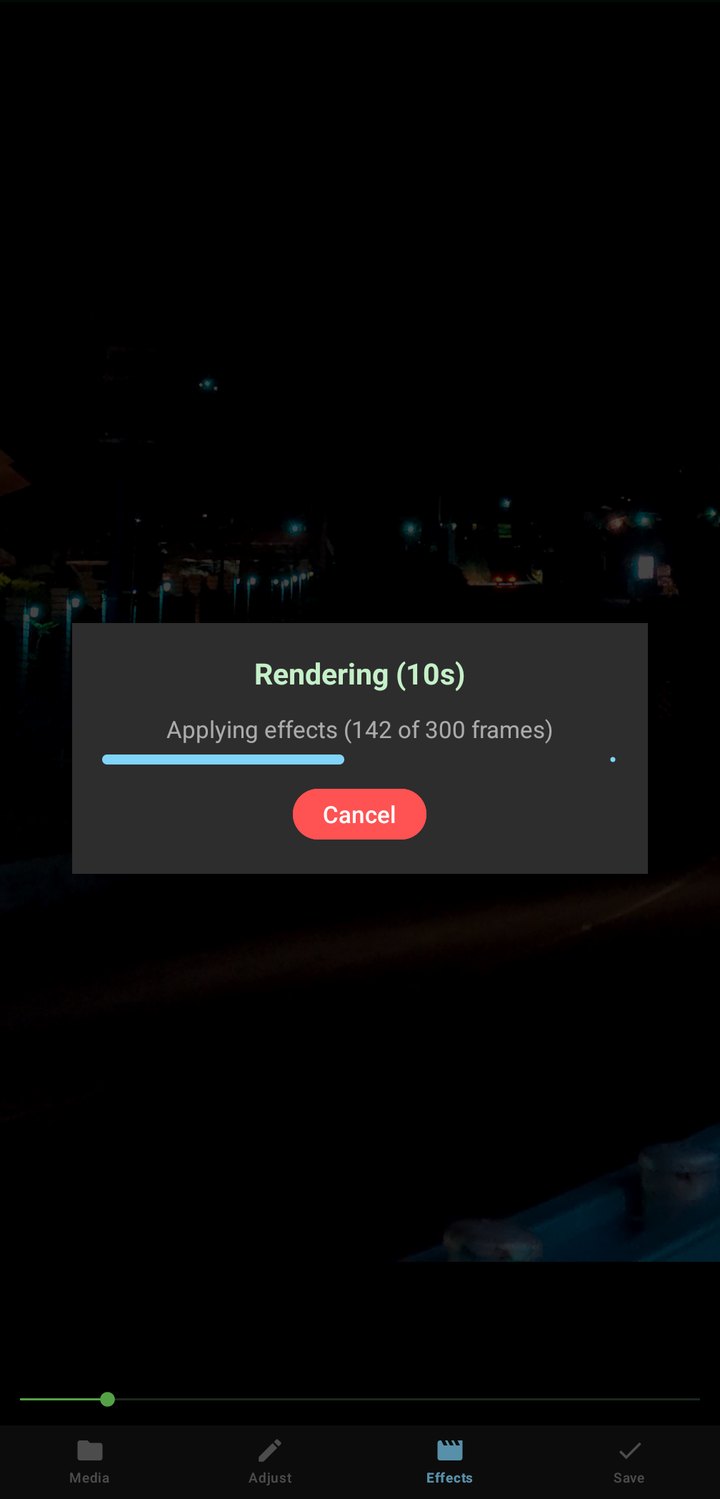 Rendering (10s)
Applying effects (142 of 300 frames)
Cancel
Media
Adjust
Effects
Save